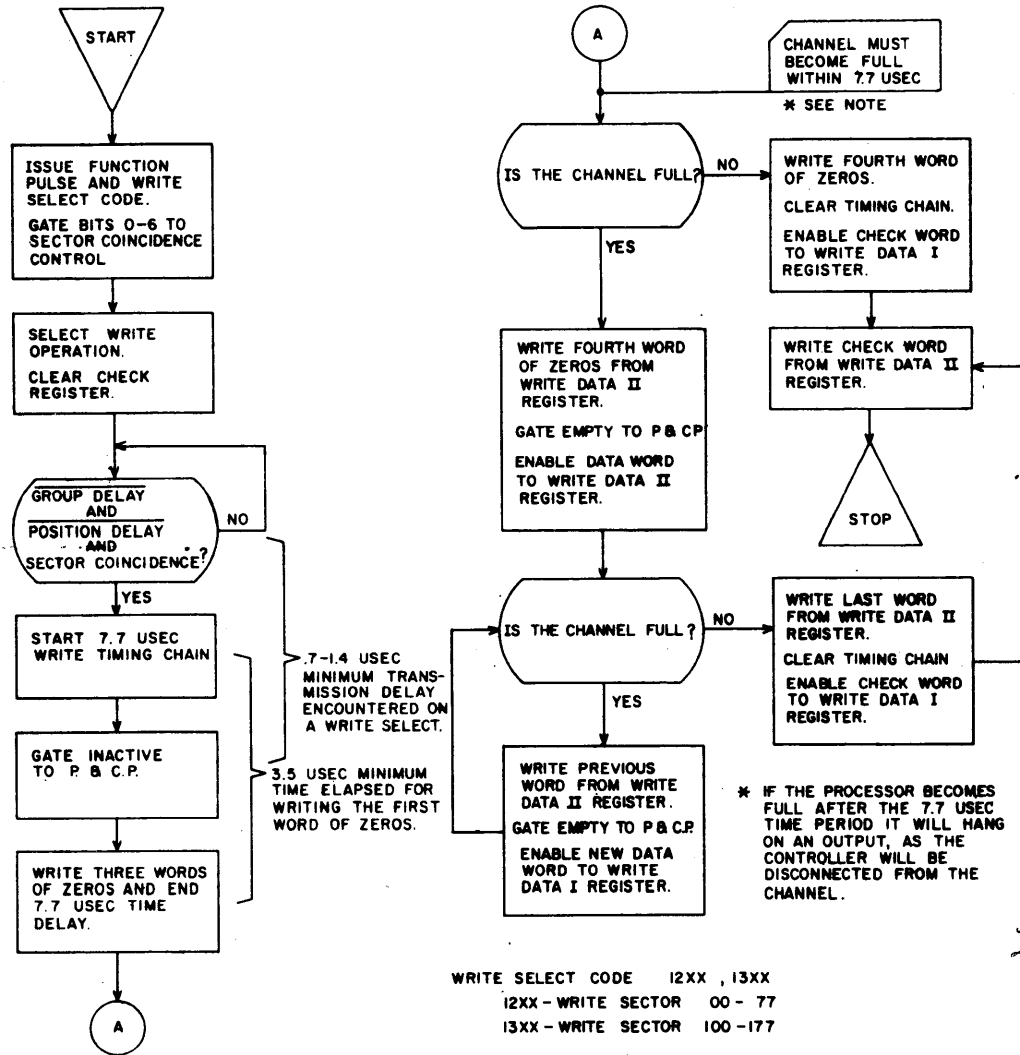 START
ISSUE FUNCTION
PULSE AND WRITE
SELECT CODE.
GATE BITS 0-6 TO
SECTOR COINCIDENCE
CONTROL
SELECT WRITE
OPERATION.
CLEAR CHECK
REGISTER.
GROUP DELAY
AND
POSITION DELAY
AND
SECTOR COINCIDENCE?
NO
YES
START 7.7 USEC
WRITE TIMING CHAIN
GATE INACTIVE
TO P. & C.P.
WRITE THREE WORDS
OF ZEROS AND END
7.7 USEC TIME
DELAY.
A
.7-1.4 USEC
MINIMUM TRANS-
MISSION DELAY
ENCOUNTERED ON
A WRITE SELECT.
3.5 USEC MINIMUM
TIME ELAPSED FOR
WRITING THE FIRST
WORD OF ZEROS.
A
CHANNEL MUST
BECOME FULL
WITHIN 7.7 USEC
* SEE NOTE
IS THE CHANNEL FULL?
NO
YES
WRITE FOURTH WORD
OF ZEROS.
CLEAR TIMING CHAIN.
ENABLE CHECK WORD
TO WRITE DATA I
REGISTER.
WRITE CHECK WORD
FROM WRITE DATA II
REGISTER.
STOP
WRITE FOURTH WORD
OF ZEROS FROM
WRITE DATA II
REGISTER.
GATE EMPTY TO P & CP
ENABLE DATA WORD
TO WRITE DATA II
REGISTER.
IS THE CHANNEL FULL?
NO
YES
WRITE LAST WORD
FROM WRITE DATA II
REGISTER.
CLEAR TIMING CHAIN
ENABLE CHECK WORD
TO WRITE DATA I
REGISTER.
WRITE PREVIOUS
WORD FROM WRITE
DATA II REGISTER.
GATE EMPTY TO P & C.P.
ENABLE NEW DATA
WORD TO WRITE
DATA I REGISTER.
* IF THE PROCESSOR BECOMES
FULL AFTER THE 7.7 USEC
TIME PERIOD IT WILL HANG
ON AN OUTPUT, AS THE
CONTROLLER WILL BE
DISCONNECTED FROM THE
CHANNEL.
WRITE SELECT CODE 12XX , 13XX
12XX - WRITE SECTOR 00 - 77
13XX - WRITE SECTOR 100 - 177